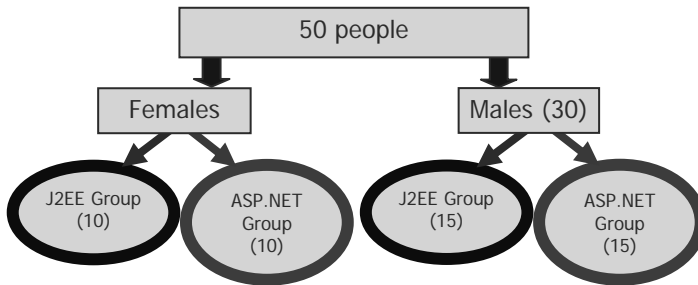 50 people
Females
Males (30)
J2EE Group
(10)
ASP.NET
Group
(10)
J2EE Group
(15)
ASP.NET
Group
(15)